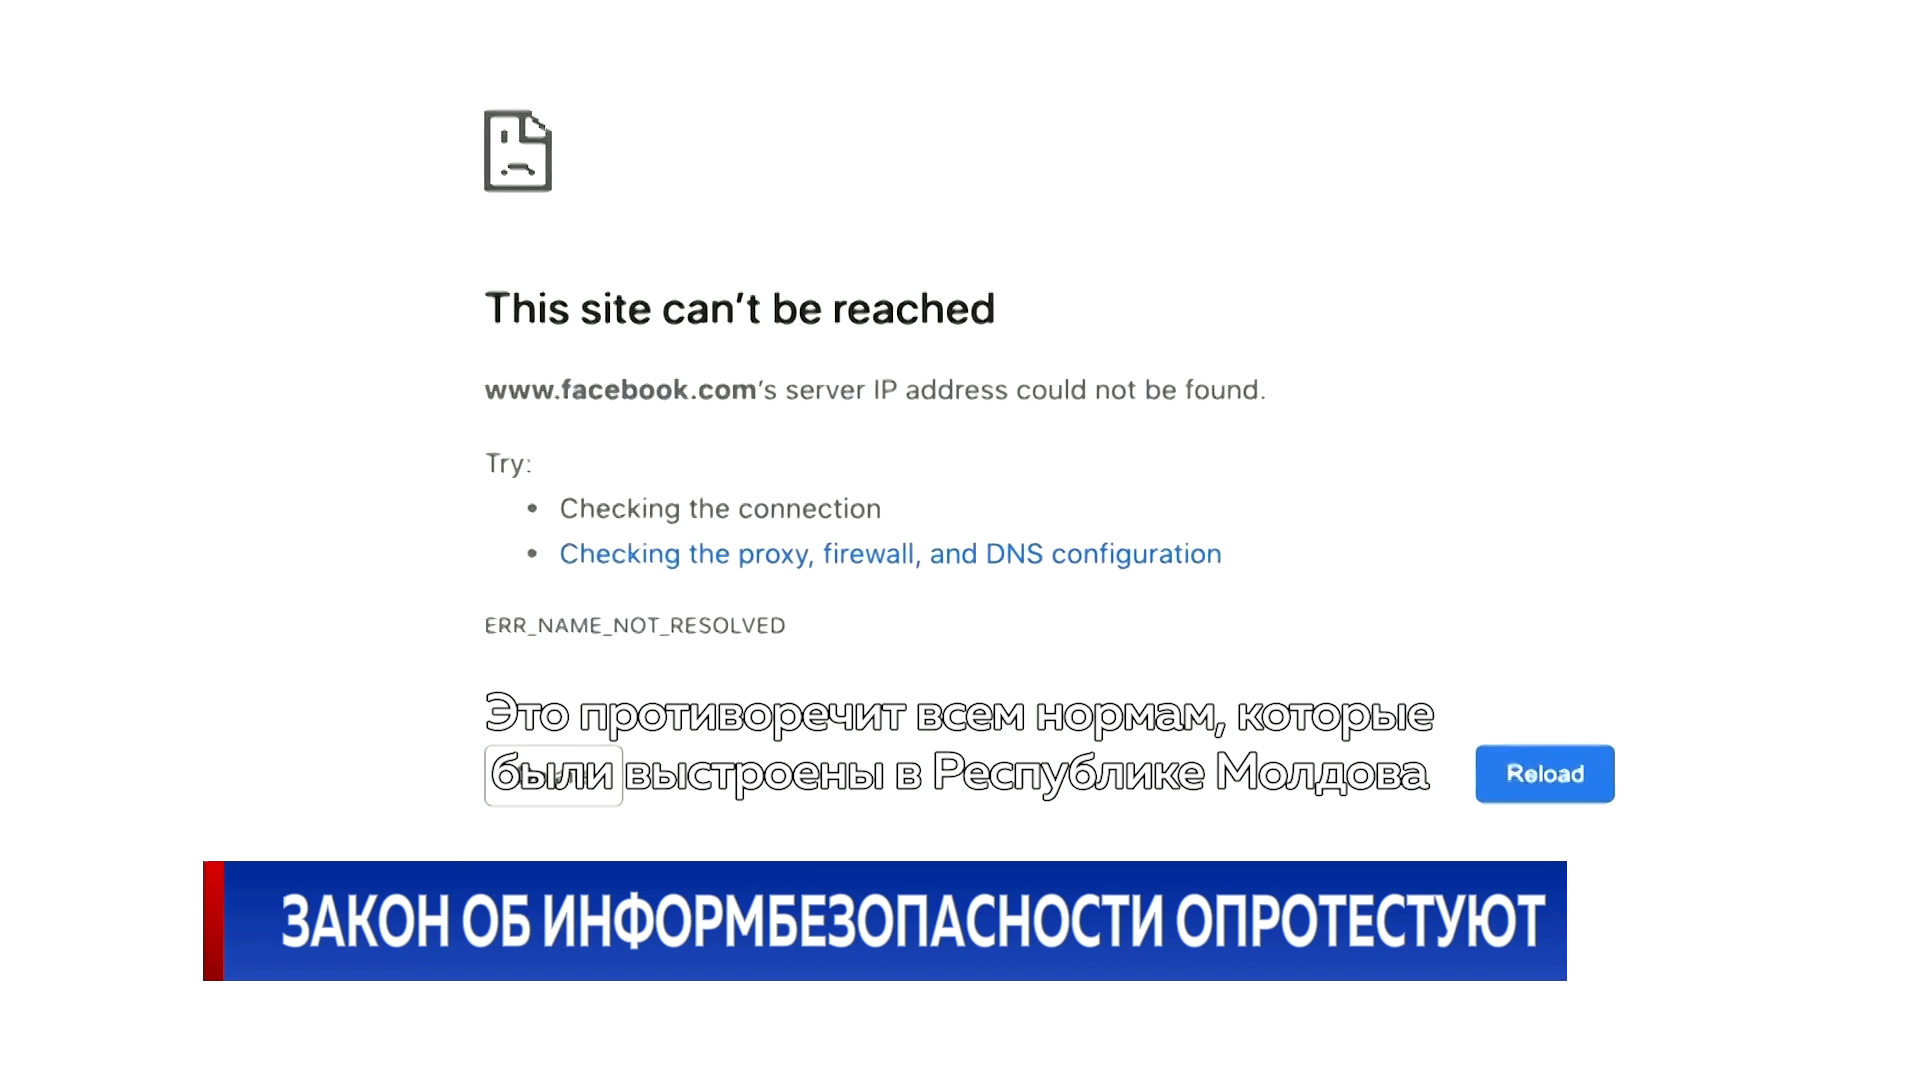 This site can't be reached
www.facebook.com's server IP address could not be found.
Try:
• Checking the connection
• Checking the proxy, firewall, and DNS configuration
ERR_NAME_NOT_RESOLVED
Это противоречит всем нормам, которые
были выстроены в Республике Молдова
Reload
ЗАКОН ОБ ИНФОРМБЕЗОПАСНОСТИ ОПРОТЕСТУЮТ